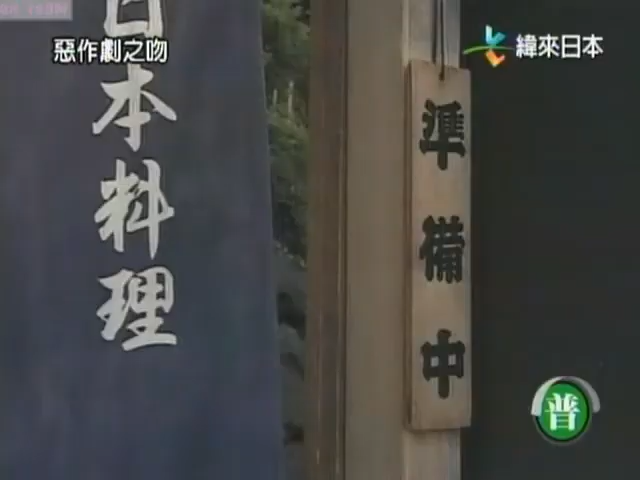 惡作劇之吻
緯來日本
日本料理
準備中
普